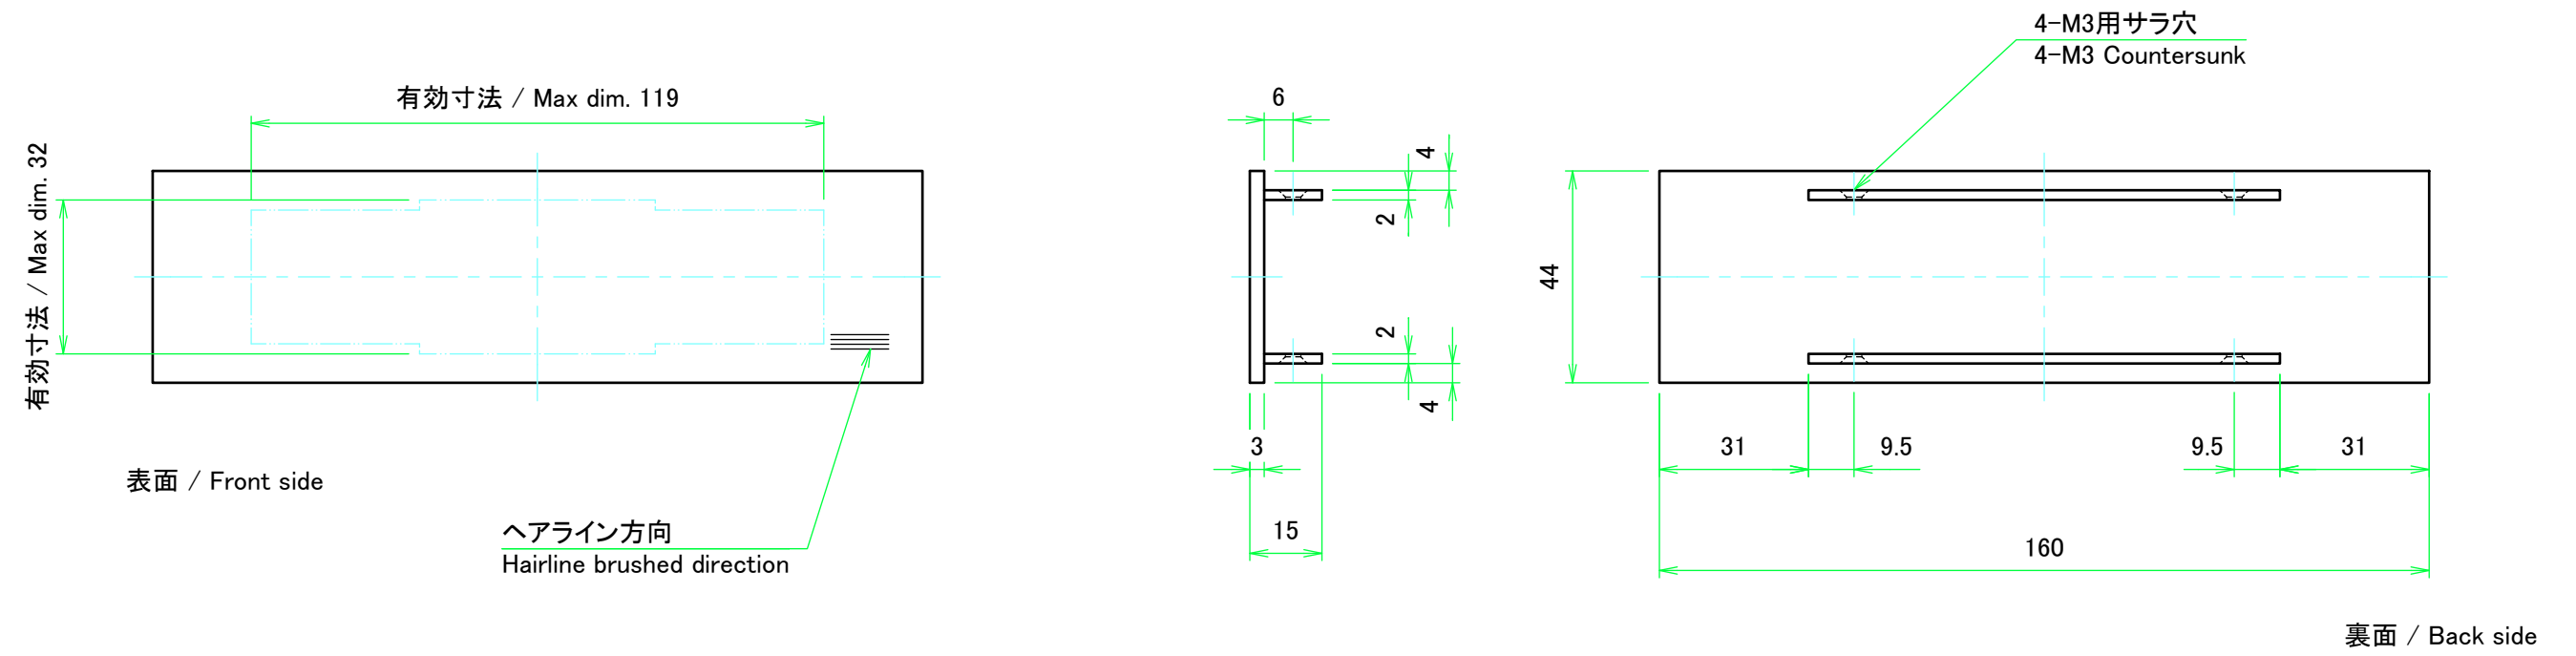 有効寸法 / Max dim. 119
有効寸法 / Max dim. 32
表面 / Front side
ヘアライン方向
Hairline brushed direction
6
4
2
2
4
3
15
4-M3用サラ穴
4-M3 Countersunk
44
31
9.5
9.5
31
160
裏面 / Back side